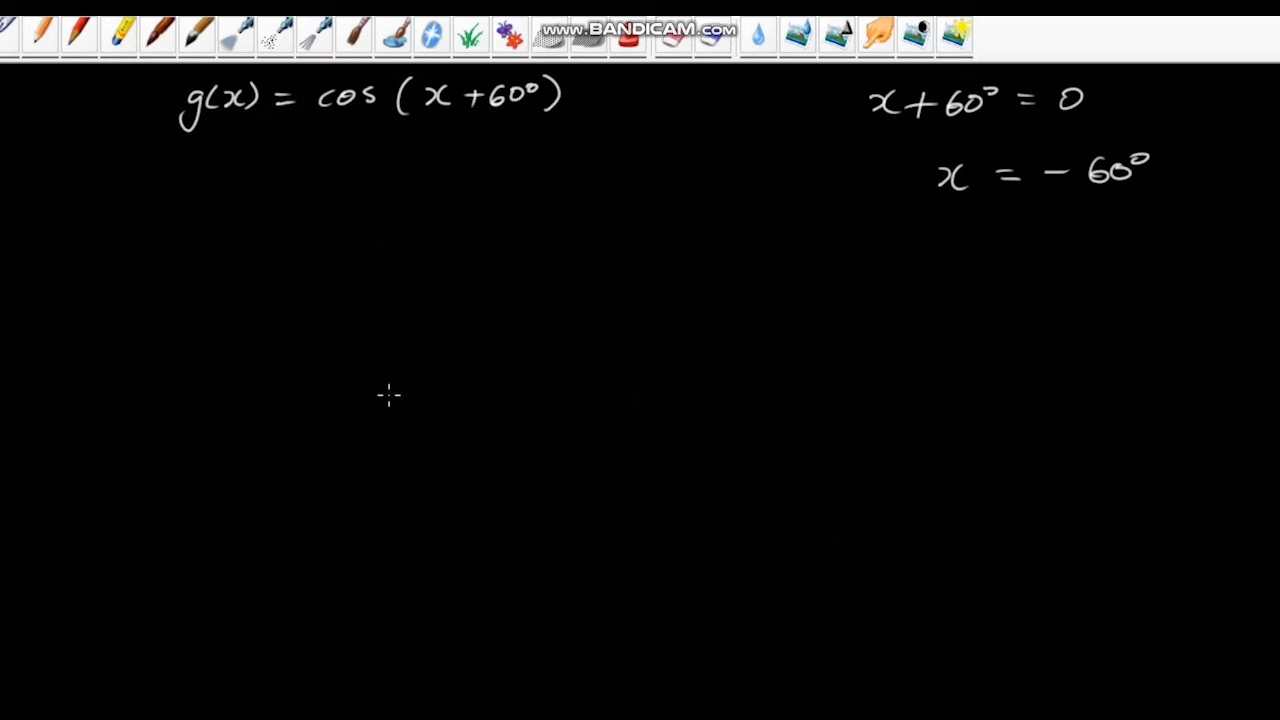 www.BANDICAM.com
g(x) = cos (x+60°)
x+60° = 0
x = - 60°